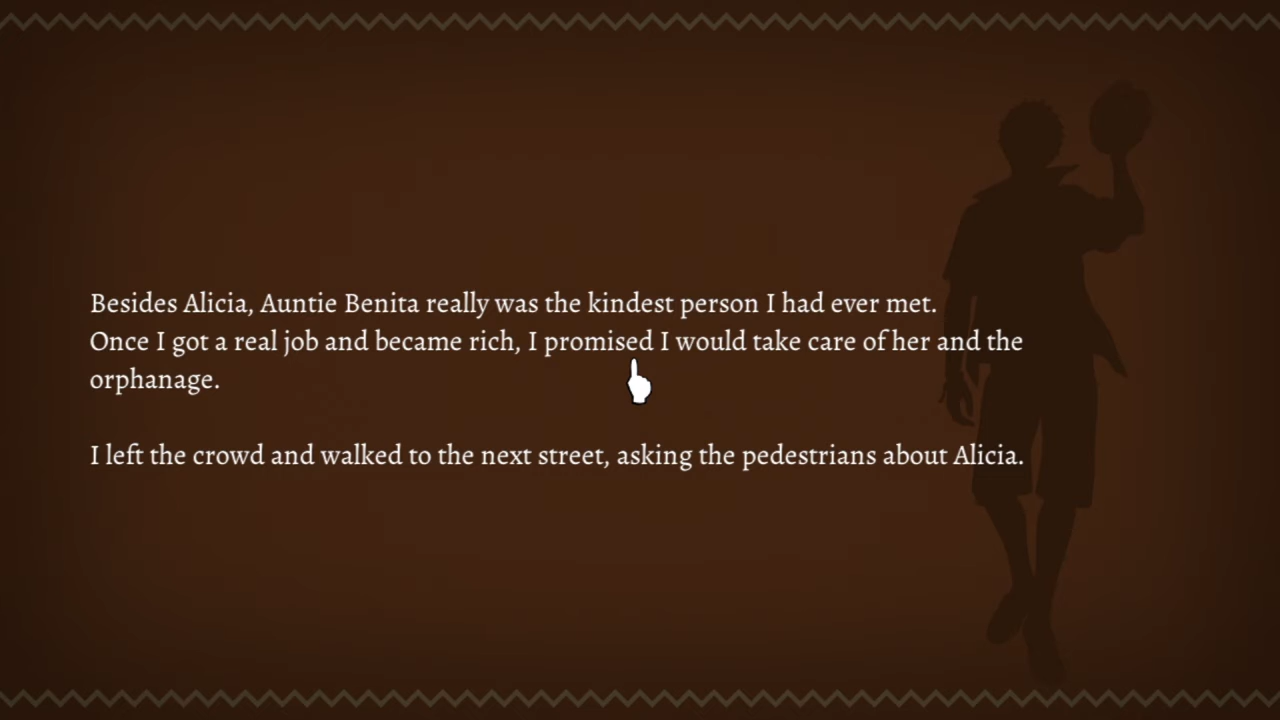 Besides Alicia, Auntie Benita really was the kindest person I had ever met.
Once I got a real job and became rich, I promised I would take care of her and the
orphanage.
I left the crowd and walked to the next street, asking the pedestrians about Alicia.